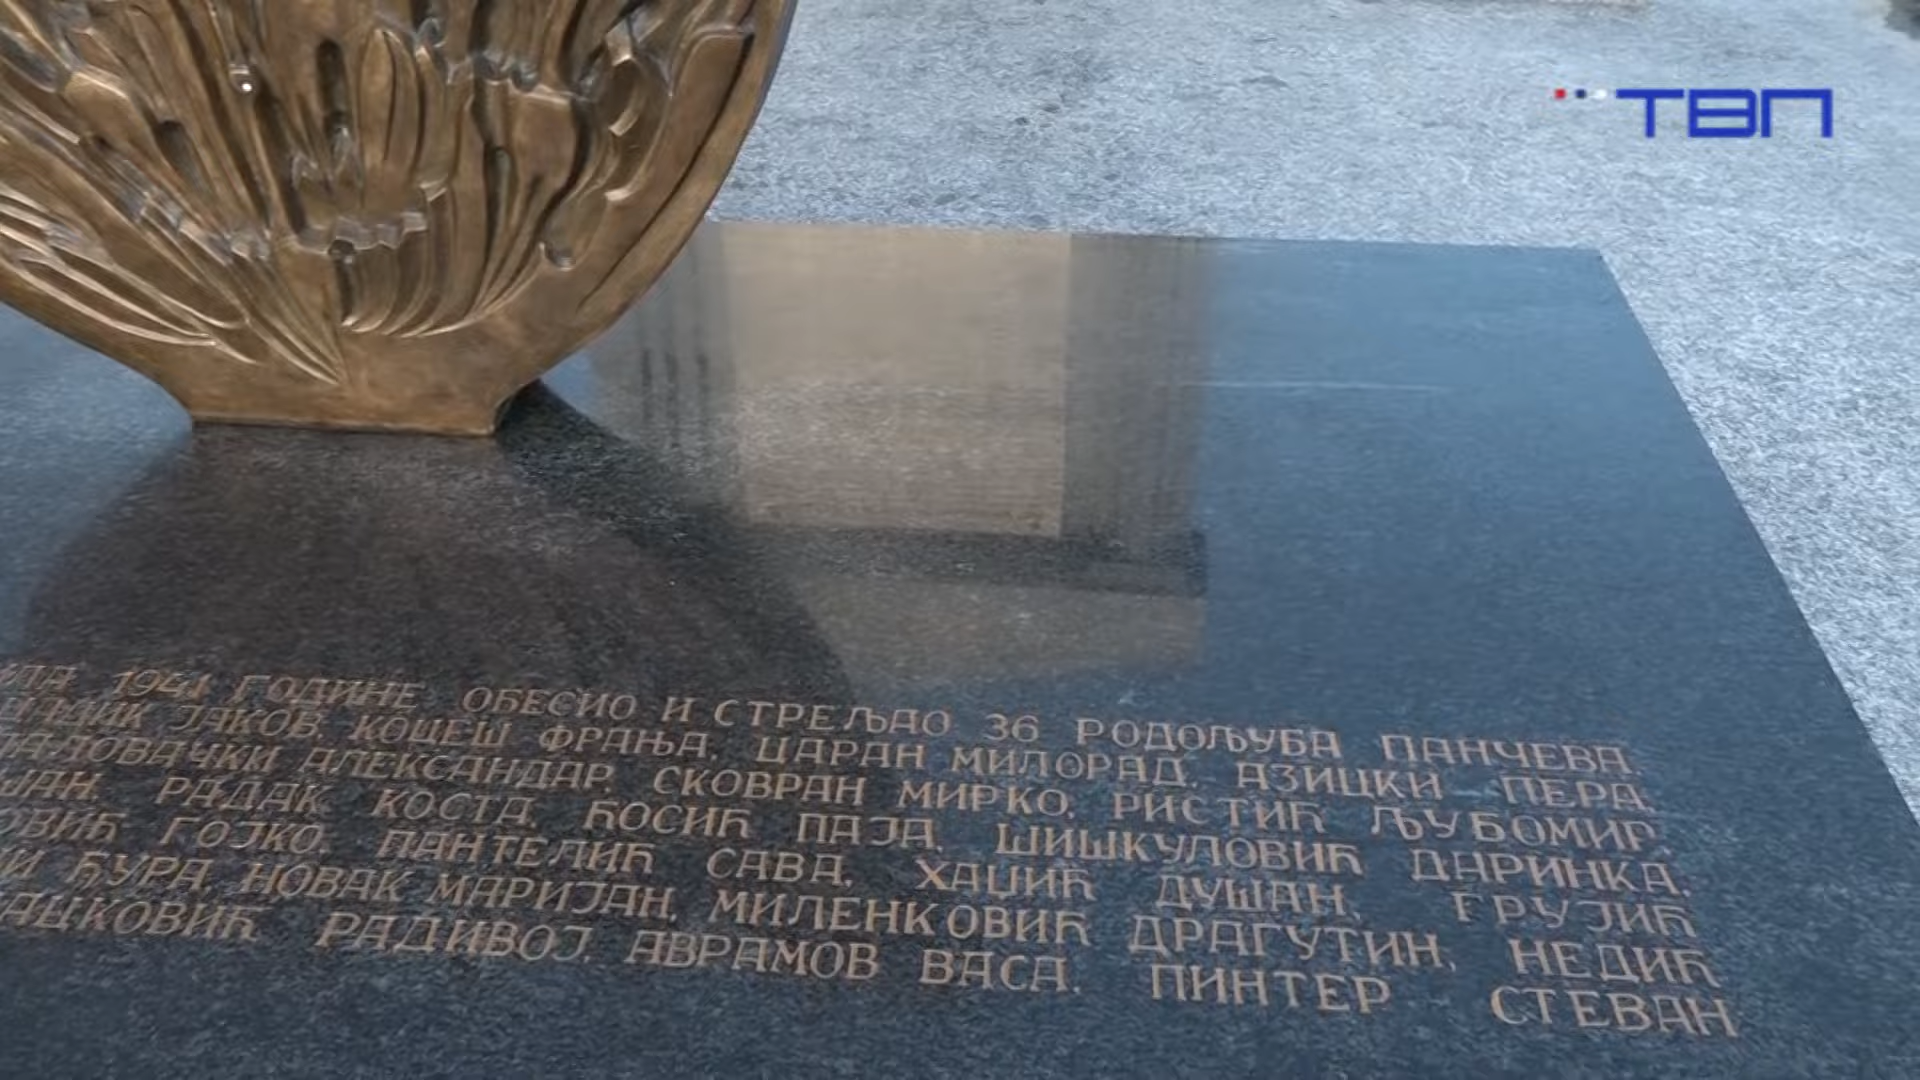 ТВП
1941 ГОДИНЕ ОБЕСИО И СТРЕЉАО 36 РОДОЉУБА ПАНЧЕВА.
ЈАКОВ, КОЦЕШ ФРАЊА, ЦАРАН МИЛОРАД, АЗИЦКИ ПЕРА,
АЛЕКСАНДАР, СКОВРАН МИРКО, РИСТИЋ ЉУБОМИР,
РАДАК КОСТА, ЋОСИЋ ПАЈА, ШИШКУЛОВИЋ ДАРИНКА,
ГОЈКО, ПАНТЕЛИЋ САВА, ХАЏИЋ ДУШАН, ГРУЈИЋ
ЂУРА, НОВАК МАРИЈАН, МИЛЕНКОВИЋ ДРАГУТИН, НЕДИЋ
РАДИВОЈ, АВРАМОВ ВАСА, ПИНТЕР СТЕВАН